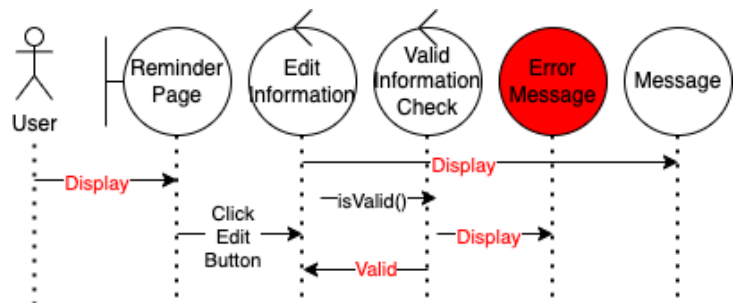 User
Reminder
Page
Edit
Information
Valid
Information
Check
Error
Message
Message
Display
Display
isValid()
Click
Edit
Button
Display
Valid